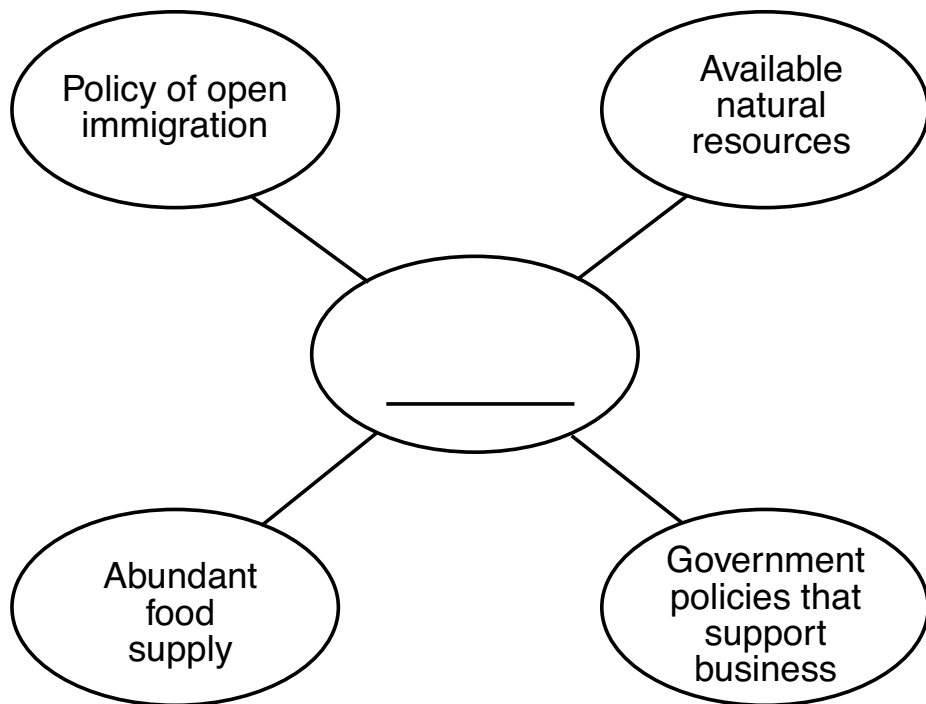 Policy of open
immigration
Available
natural
resources
Abundant
food
supply
Government
policies that
support
business